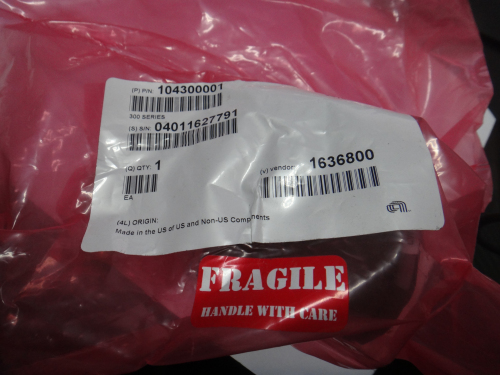 (P) P/N: 104300001
300 SERIES
(S) S/N: 04011627791
(Q) QTY: 1
EA
(v) vendor: 1636800
(4L) ORIGIN:
Made in the US of US and Non-US Components
FRAGILE
HANDLE WITH CARE